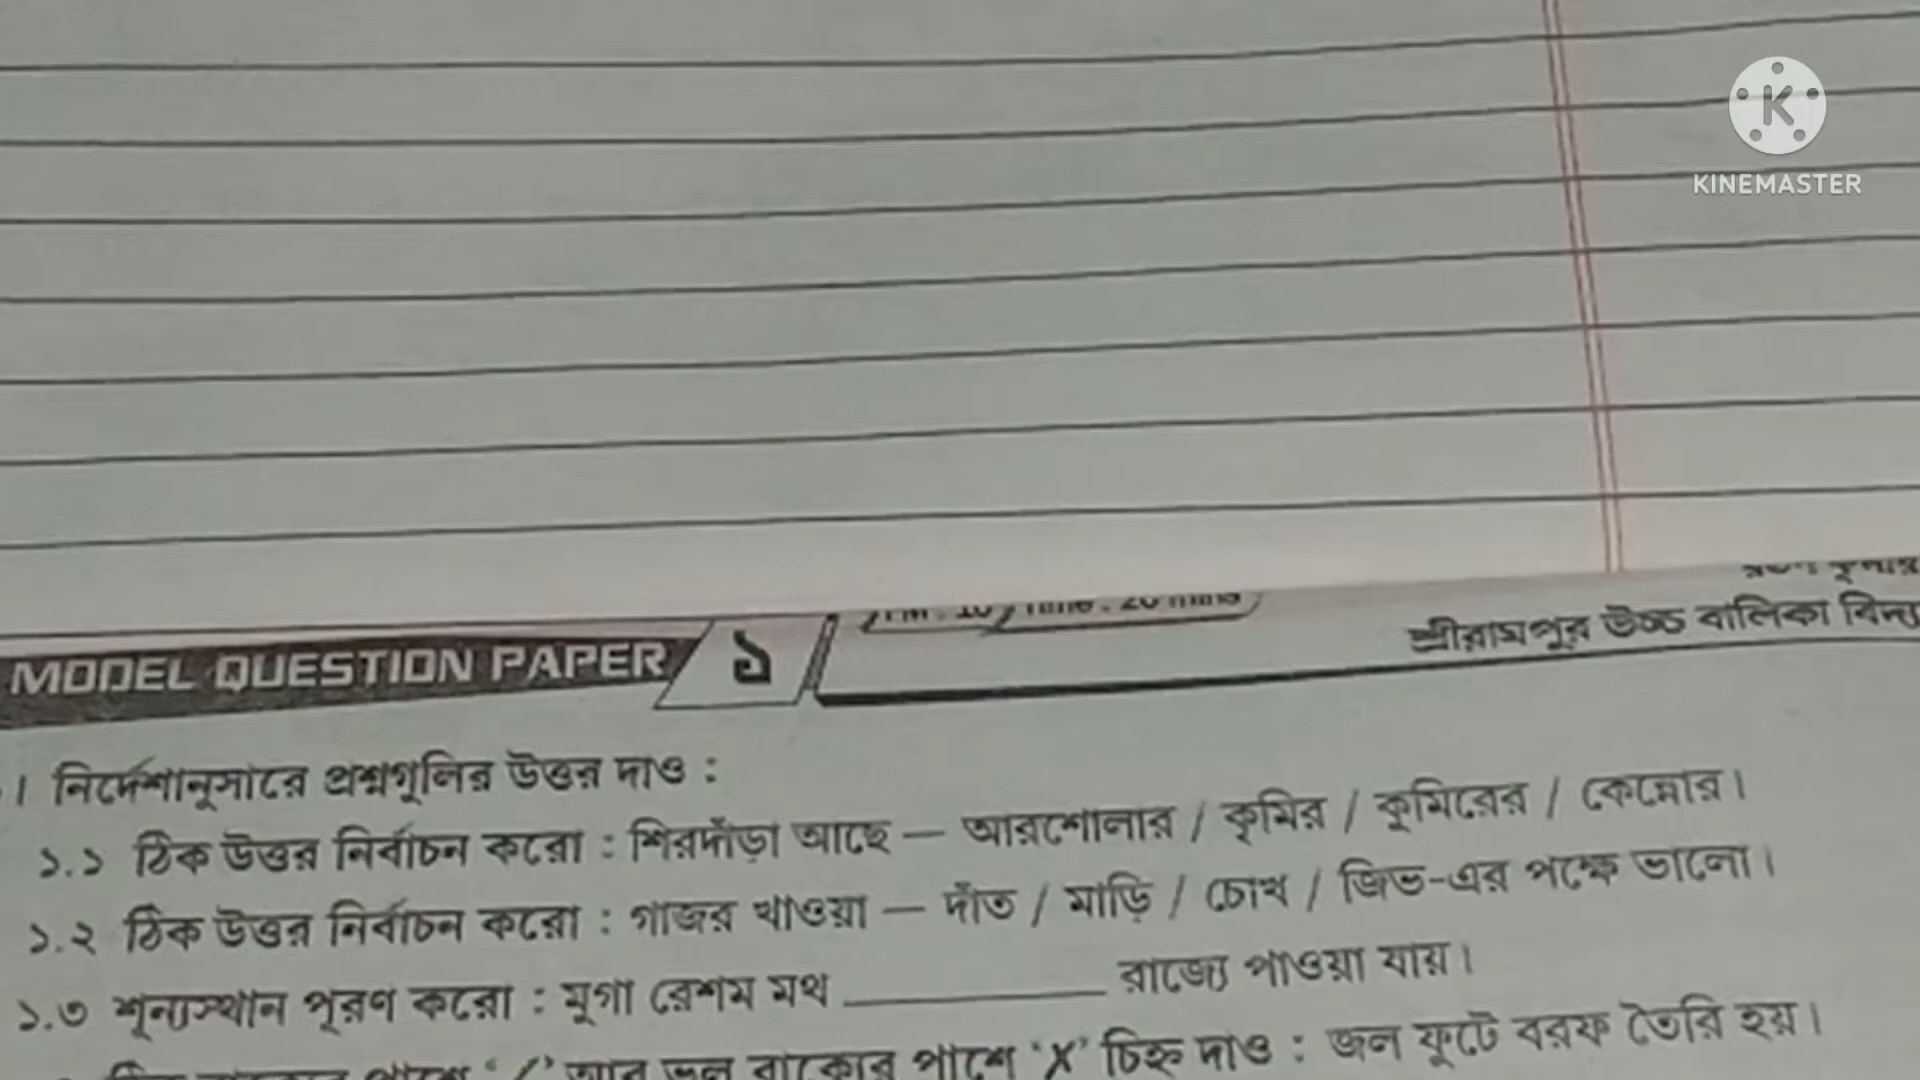 KINEMASTER
শ্রীরামপুর উচ্চ বালিকা
MODEL QUESTION PAPER ১
। নির্দেশানুসারে প্রশ্নগুলির উত্তর দাও :
১.১ ঠিক উত্তর নির্বাচন করো : শিরদাঁড়া আছে — আরশোলার / কৃমির / কুমিরের / কেন্নোর।
১.২ ঠিক উত্তর নির্বাচন করো : গাজর খাওয়া — দাঁত / মাড়ি / চোখ / জিভ-এর পক্ষে ভালো।
১.৩ শূন্যস্থান পূরণ করো : মুগা রেশম মথ __________ রাজ্যে পাওয়া যায়।
পাশে ‘✓’ আর ভুল বাক্যের পাশে ‘X’ চিহ্ন দাও : জল ফুটে বরফ তৈরি হয়।